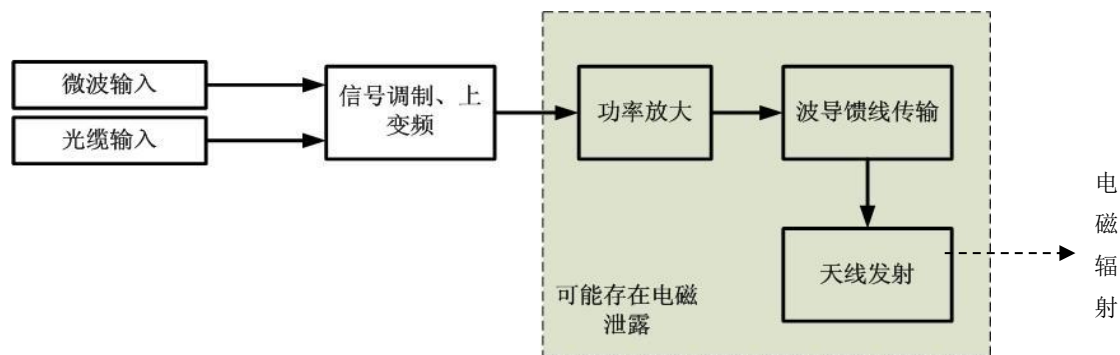 微波输入
光缆输入
信号调制、上
变频
功率放大
波导馈线传输
天线发射
可能存在电磁
泄露
电
磁
辐
射